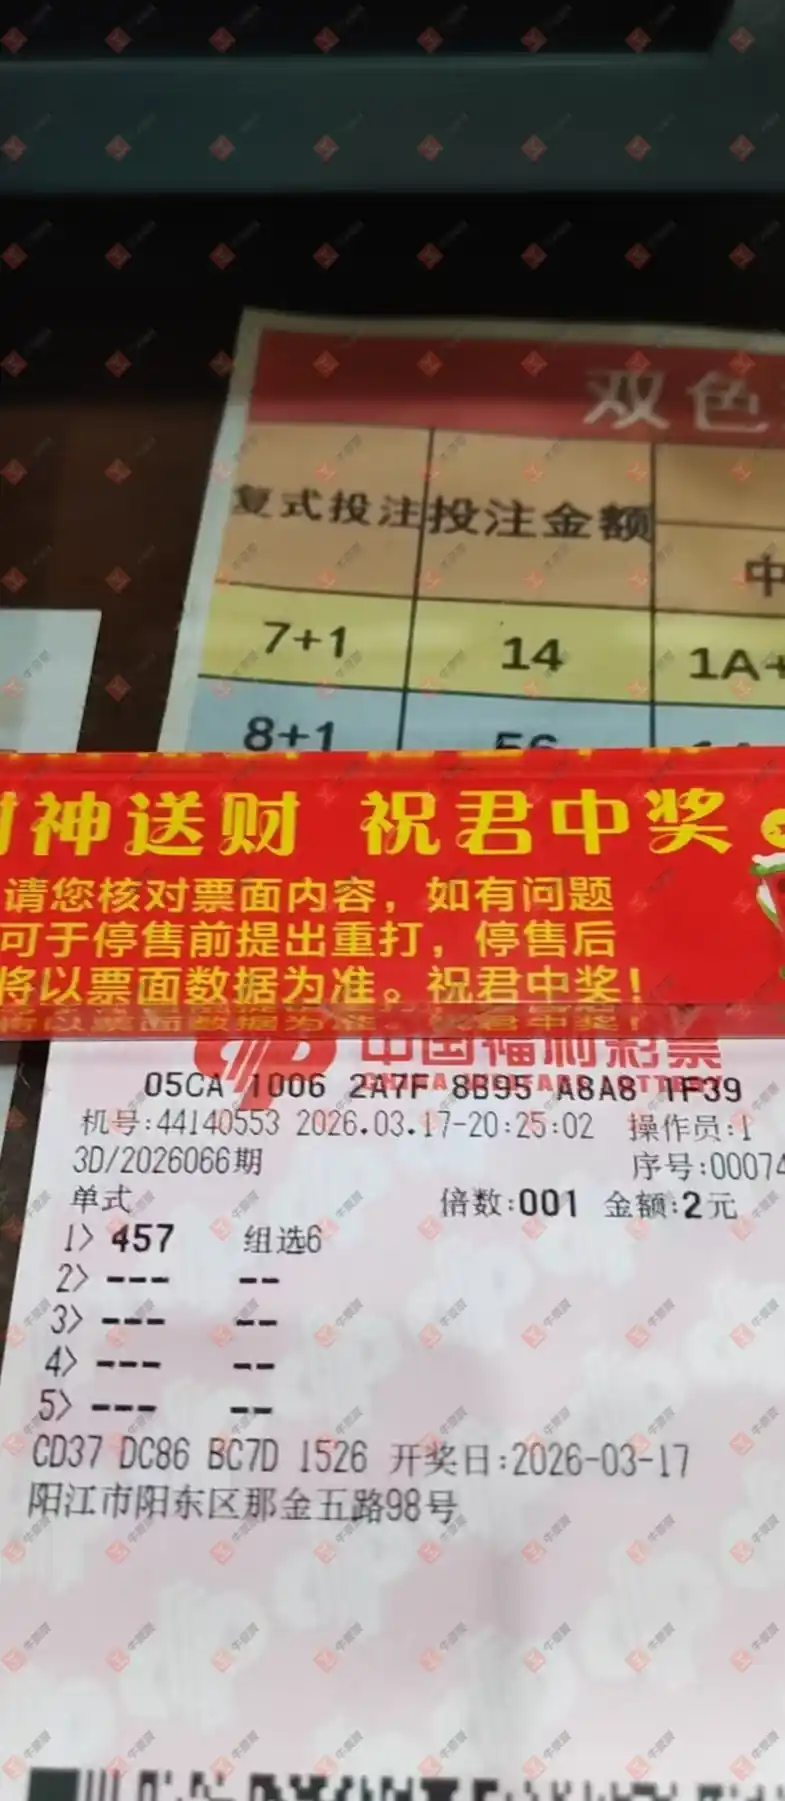 双色
复式投注 投注金额
中
7+1 14 1A+
8+1 56
财神送财 祝君中奖
请您核对票面内容，如有问题
可于停售前提出重打，停售后
将以票面数据为准。祝君中奖！
中国福利彩票
CHINA WELFARE LOTTERY
05CA 1006 2A7F 8B95 A8A8 1F39
机号:44140553 2026.03.17-20:25:02 操作员:1
3D/2026066期 序号:00074
单式 倍数:001 金额:2元
1> 457 组选6
2> --- --
3> --- --
4> --- --
5> --- --
CD37 DC86 BC7D 1526 开奖日:2026-03-17
阳江市阳东区那金五路98号